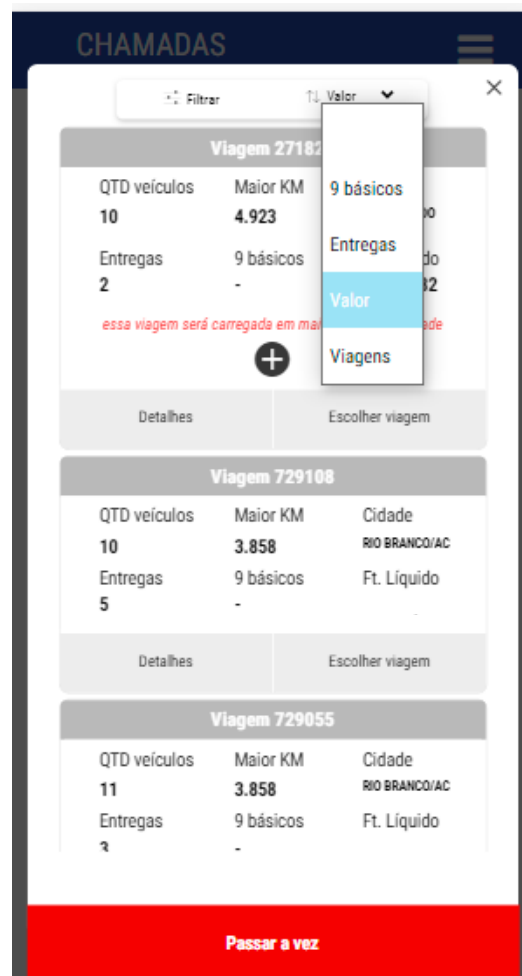 CHAMADAS
Filtrar Valor
Viagem 27182
9 básicos
Entregas
Valor
Viagens
QTD veículos Maior KM
10 4.923
Entregas 9 básicos do
2 - 32
essa viagem será carregada em ade
Detalhes Escolher viagem
Viagem 729108
QTD veículos Maior KM Cidade
10 3.858 RIO BRANCO/AC
Entregas 9 básicos Ft. Líquido
5 -
Detalhes Escolher viagem
Viagem 729055
QTD veículos Maior KM Cidade
11 3.858 RIO BRANCO/AC
Entregas 9 básicos Ft. Líquido
3 -
Passar a vez